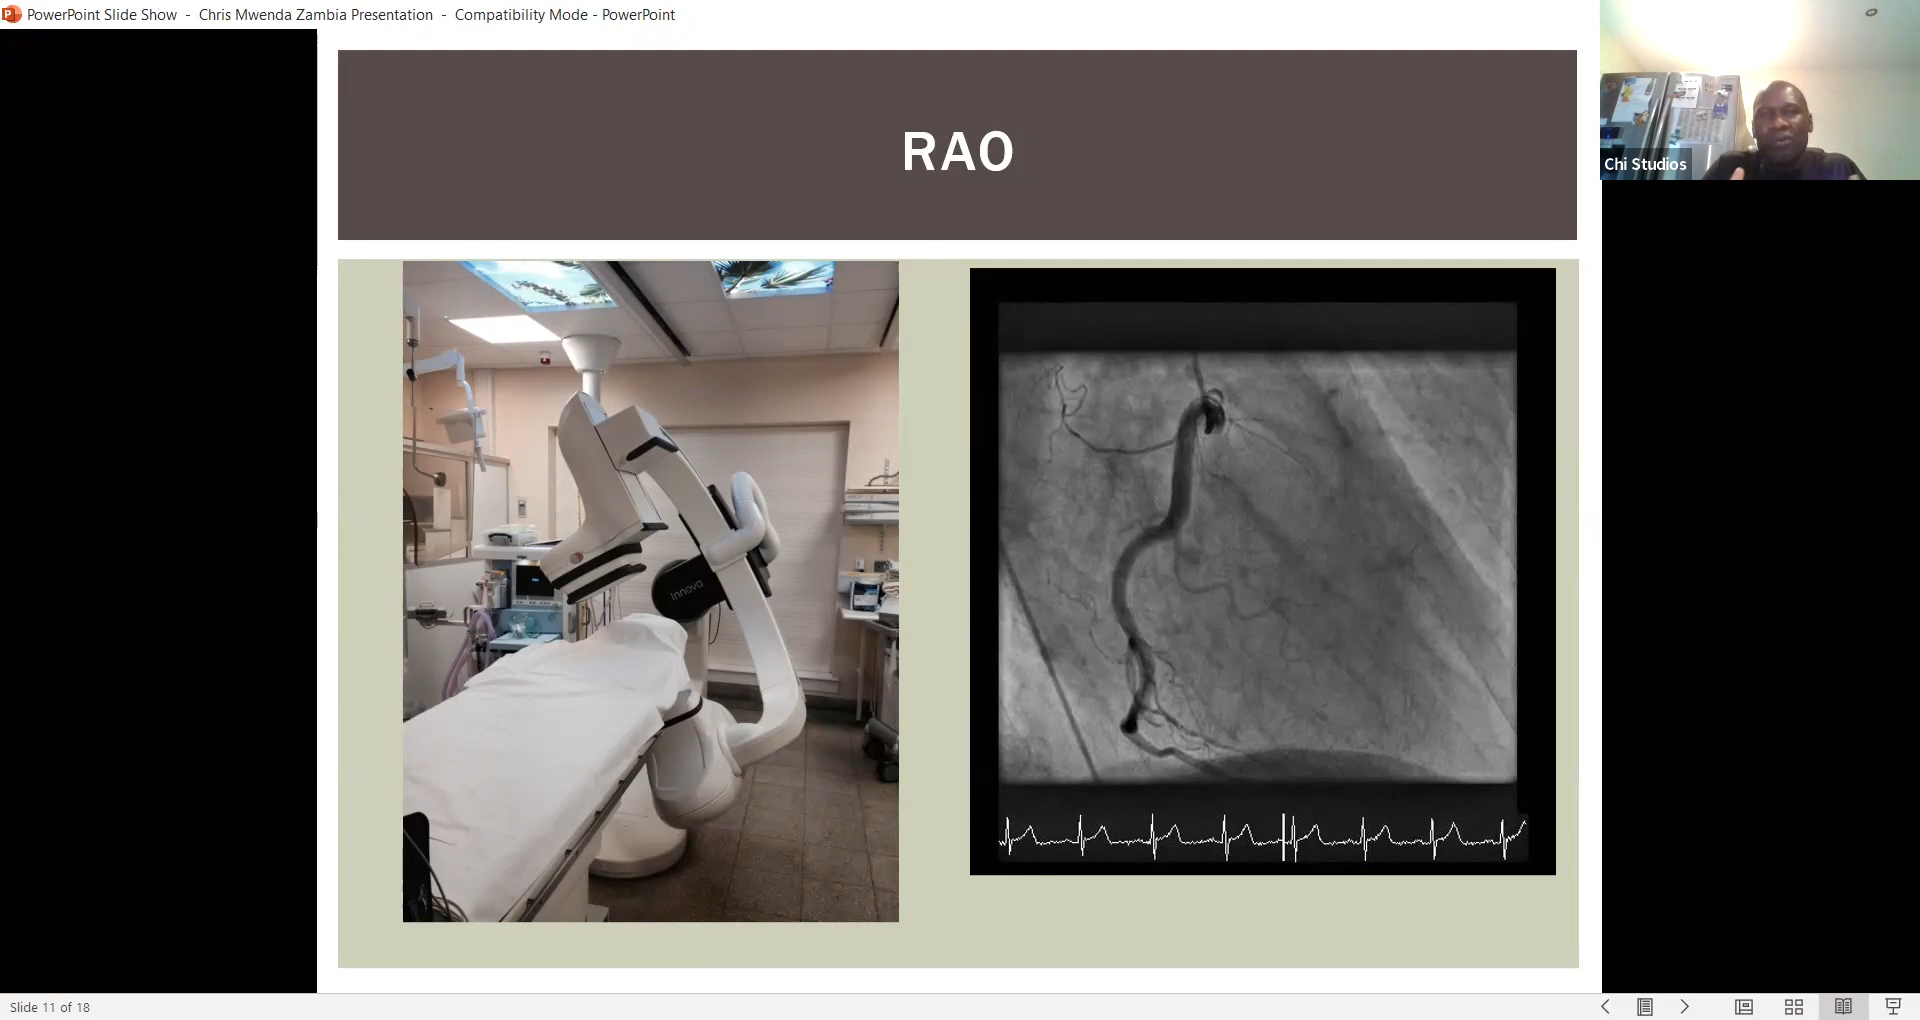 PowerPoint Slide Show - Chris Mwenda Zambia Presentation - Compatibility Mode - PowerPoint
Chi Studios
RAO
Innova
Slide 11 of 18